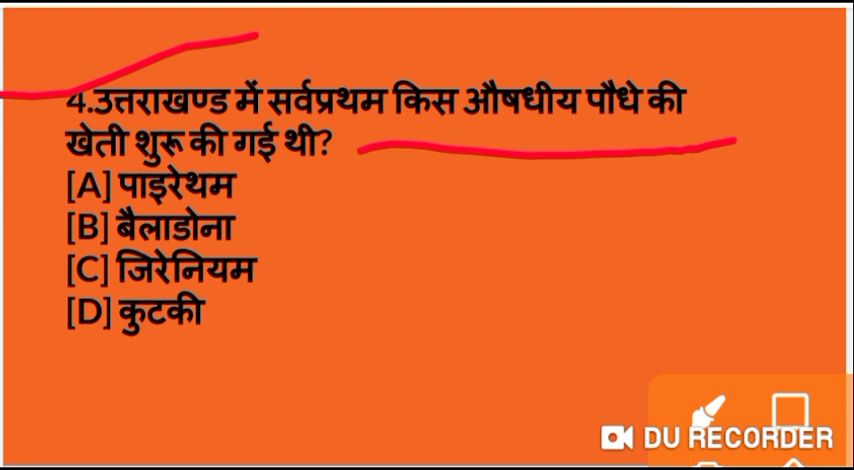 4.उत्तराखण्ड में सर्वप्रथम किस औषधीय पौधे की
खेती शुरू की गई थी?
[A] पाइरेथम
[B] बैलाडोना
[C] जिरेनियम
[D] कुटकी
DU RECORDER